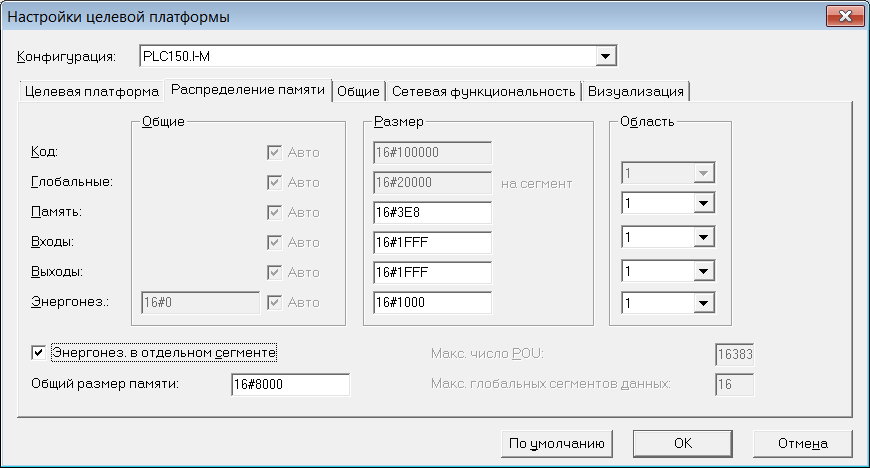 Настройки целевой платформы
Конфигурация: PLC150.I-M
Целевая платформа Распределение памяти Общие Сетевая функциональность Визуализация
Общие Размер Область
Код: Авто 16#100000
Глобальные: Авто 16#20000 на сегмент 1
Память: Авто 16#3E8 1
Входы: Авто 16#1FFF 1
Выходы: Авто 16#1FFF 1
Энергонез.: 16#0 Авто 16#1000 1
Энергонез. в отдельном сегменте Макс. число POU: 16383
Общий размер памяти: 16#8000 Макс. глобальных сегментов данных: 16
По умолчанию OK Отмена